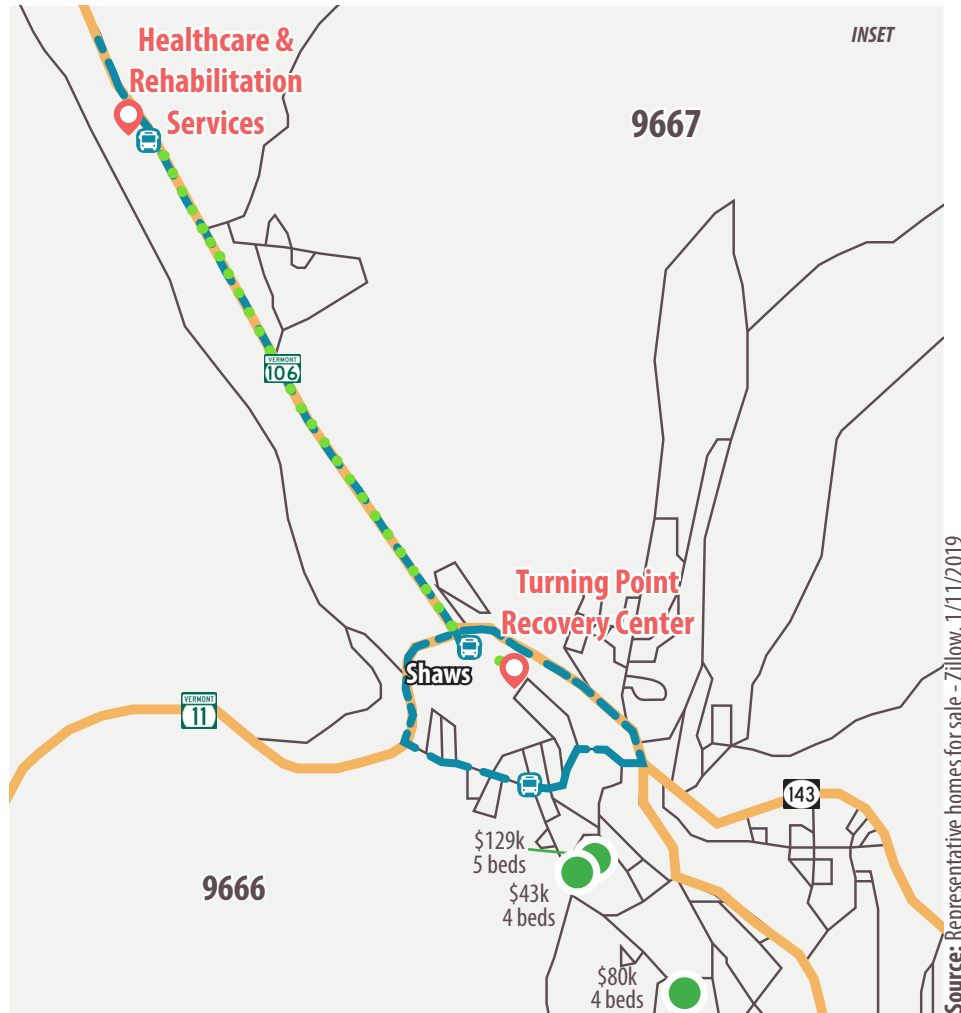 INSET
Healthcare &
Rehabilitation
Services
9667
VERMONT
106
Turning Point
Recovery Center
Shaws
VERMONT
11
143
$129k
5 beds
9666
$43k
4 beds
$80k
4 beds
Source: Representative homes for sale - Zillow, 1/11/2019